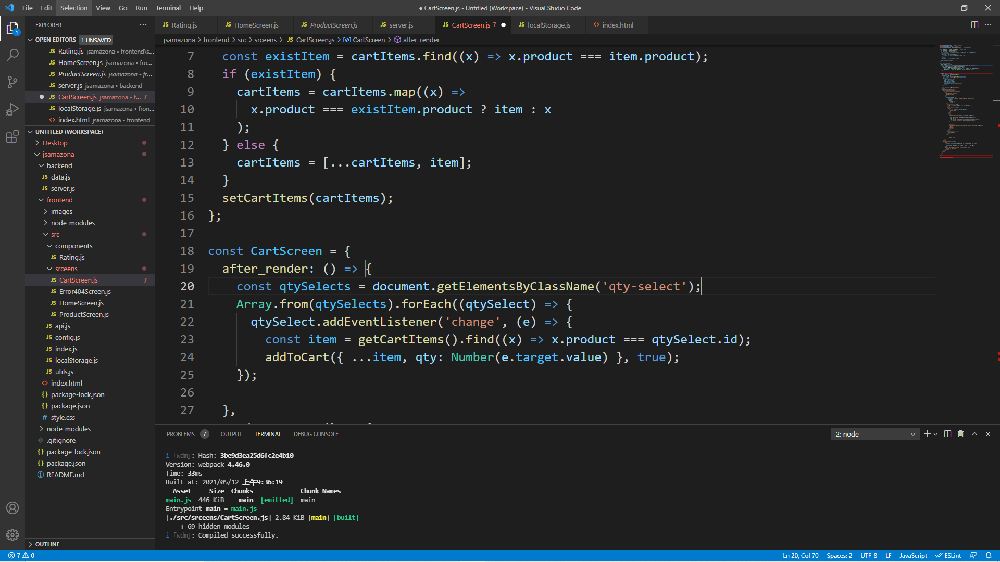 File Edit Selection View Go Run Terminal Help
● CartScreen.js - Untitled (Workspace) - Visual Studio Code
EXPLORER
JS Rating.js JS HomeScreen.js JS ProductScreen.js JS server.js JS CartScreen.js 7 JS localStorage.js <> index.html
jsamazona > frontend > src > srceens > JS CartScreen.js > CartScreen > after_render
1
OPEN EDITORS 1 UNSAVED
JS Rating.js jsamazona • frontend\s...
JS HomeScreen.js jsamazona • fro...
JS ProductScreen.js jsamazona • fr...
JS server.js jsamazona • backend
JS CartScreen.js jsamazona • f... 7
JS localStorage.js jsamazona • fron...
<> index.html jsamazona • frontend
UNTITLED (WORKSPACE)
Desktop
jsamazona
backend
JS data.js
JS server.js
frontend
images
node_modules
src
components
JS Rating.js
srceens
JS CartScreen.js 7
JS Error404Screen.js
JS HomeScreen.js
JS ProductScreen.js
JS api.js
JS config.js
JS index.js
JS localStorage.js
JS utils.js
<> index.html
{} package-lock.json
{} package.json
# style.css
node_modules
.gitignore
{} package-lock.json
{} package.json
README.md
OUTLINE
7 const existItem = cartItems.find((x) => x.product === item.product);
8 if (existItem) {
9 cartItems = cartItems.map((x) =>
10 x.product === existItem.product ? item : x
11 );
12 } else {
13 cartItems = [...cartItems, item];
14 }
15 setCartItems(cartItems);
16 };
17
18 const CartScreen = {
19 after_render: () => {
20 const qtySelects = document.getElementsByClassName('qty-select');
21 Array.from(qtySelects).forEach((qtySelect) => {
22 qtySelect.addEventListener('change', (e) => {
23 const item = getCartItems().find((x) => x.product === qtySelect.id);
24 addToCart({ ...item, qty: Number(e.target.value) }, true);
25 });
26
27 },
PROBLEMS 7 OUTPUT TERMINAL DEBUG CONSOLE
2: node
i ｢wdm｣: Hash: 3be9d3ea25d6fc2e4b10
Version: webpack 4.46.0
Time: 33ms
Built at: 2021/05/12 上午9:36:19
Asset Size Chunks Chunk Names
main.js 446 KiB main [emitted] main
Entrypoint main = main.js
[./src/srceens/CartScreen.js] 2.84 KiB {main} [built]
+ 69 hidden modules
i ｢wdm｣: Compiled successfully.
7 0
Ln 20, Col 70 Spaces: 2 UTF-8 LF JavaScript ESLint